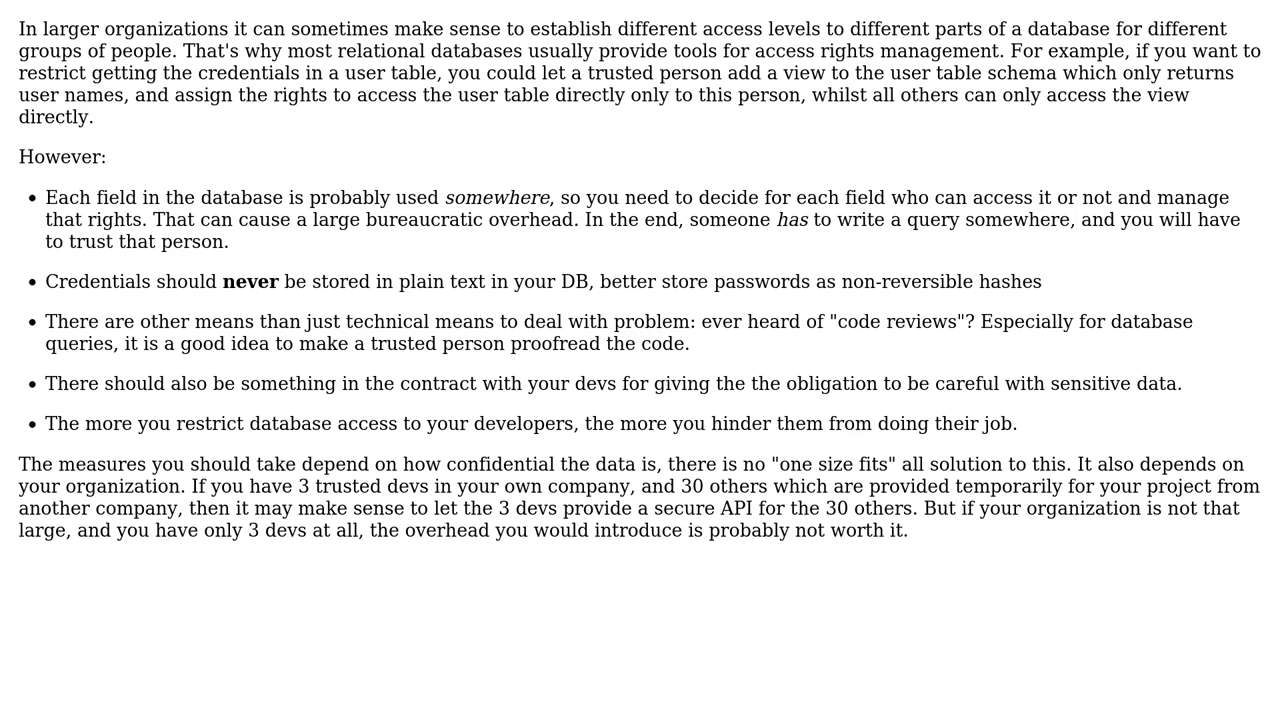 In larger organizations it can sometimes make sense to establish different access levels to different parts of a database for different
groups of people. That's why most relational databases usually provide tools for access rights management. For example, if you want to
restrict getting the credentials in a user table, you could let a trusted person add a view to the user table schema which only returns
user names, and assign the rights to access the user table directly only to this person, whilst all others can only access the view
directly.
However:
• Each field in the database is probably used somewhere, so you need to decide for each field who can access it or not and manage
that rights. That can cause a large bureaucratic overhead. In the end, someone has to write a query somewhere, and you will have
to trust that person.
• Credentials should never be stored in plain text in your DB, better store passwords as non-reversible hashes
• There are other means than just technical means to deal with problem: ever heard of "code reviews"? Especially for database
queries, it is a good idea to make a trusted person proofread the code.
• There should also be something in the contract with your devs for giving the the obligation to be careful with sensitive data.
• The more you restrict database access to your developers, the more you hinder them from doing their job.
The measures you should take depend on how confidential the data is, there is no "one size fits" all solution to this. It also depends on
your organization. If you have 3 trusted devs in your own company, and 30 others which are provided temporarily for your project from
another company, then it may make sense to let the 3 devs provide a secure API for the 30 others. But if your organization is not that
large, and you have only 3 devs at all, the overhead you would introduce is probably not worth it.